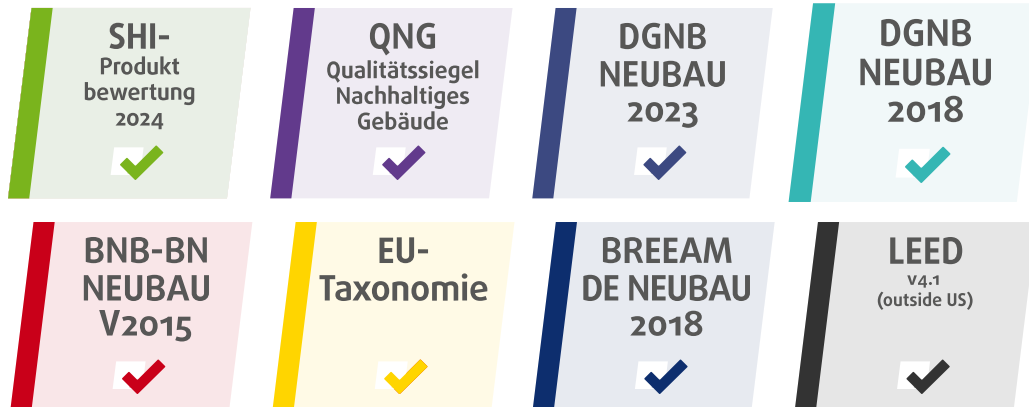 SHI-
Produkt
bewertung
2024
QNG
Qualitätssiegel
Nachhaltiges
Gebäude
DGNB
NEUBAU
2023
DGNB
NEUBAU
2018
BNB-BN
NEUBAU
V2015
EU-
Taxonomie
BREEAM
DE NEUBAU
2018
LEED
v4.1
(outside US)